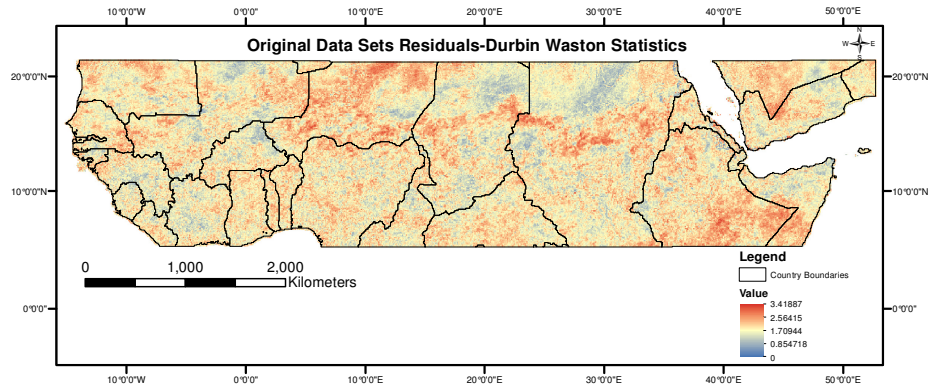 10°0'0"W 0°0'0" 10°0'0"E 20°0'0"E 30°0'0"E 40°0'0"E 50°0'0"E
Original Data Sets Residuals-Durbin Waston Statistics
N
W E
S
20°0'0"N 20°0'0"N
10°0'0"N 10°0'0"N
0 1,000 2,000
Kilometers
Legend
Country Boundaries
Value
3.41887
2.56415
1.70944
0.854718
0
0°0'0" 0°0'0"
10°0'0"W 0°0'0" 10°0'0"E 20°0'0"E 30°0'0"E 40°0'0"E 50°0'0"E